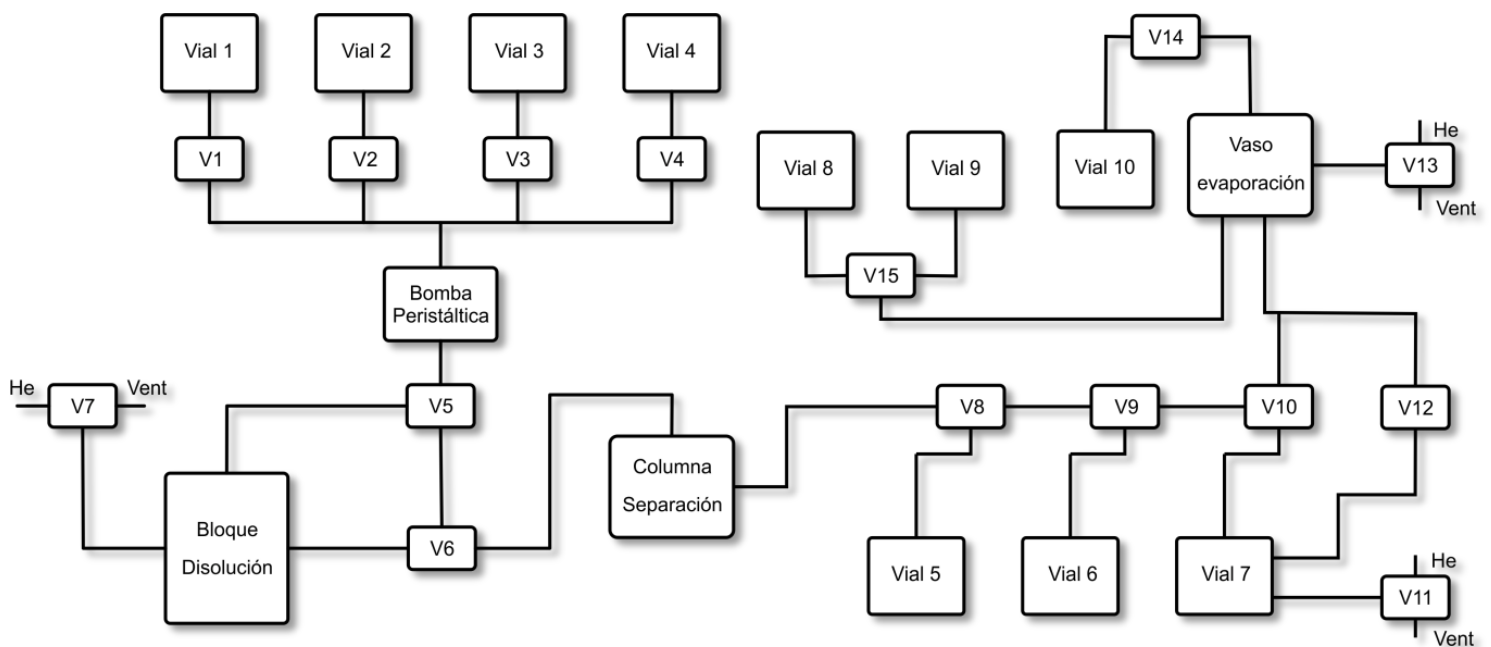 Vial 1
Vial 2
Vial 3
Vial 4
V14
V1
V2
V3
V4
Vial 8
Vial 9
Vial 10
Vaso
evaporación
He
V13
Vent
V15
Bomba
Peristáltica
He
V7
Vent
V5
V8
V9
V10
V12
Columna
Separación
Bloque
Disolución
V6
Vial 5
Vial 6
Vial 7
He
V11
Vent